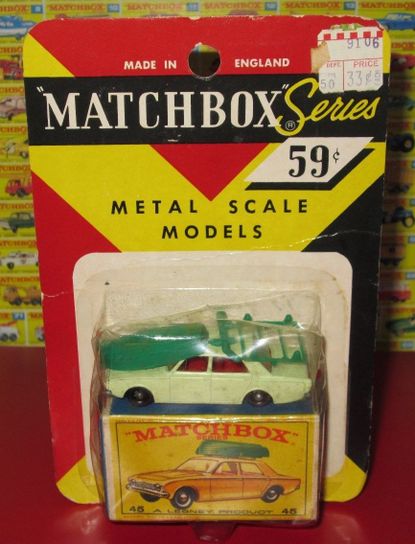 9106
MFE. PRICE
50 33¢
MADE IN ENGLAND
"MATCHBOX"® Series
59¢
METAL SCALE
MODELS
"MATCHBOX"
SERIES
45 A LESNEY PRODUCT 45